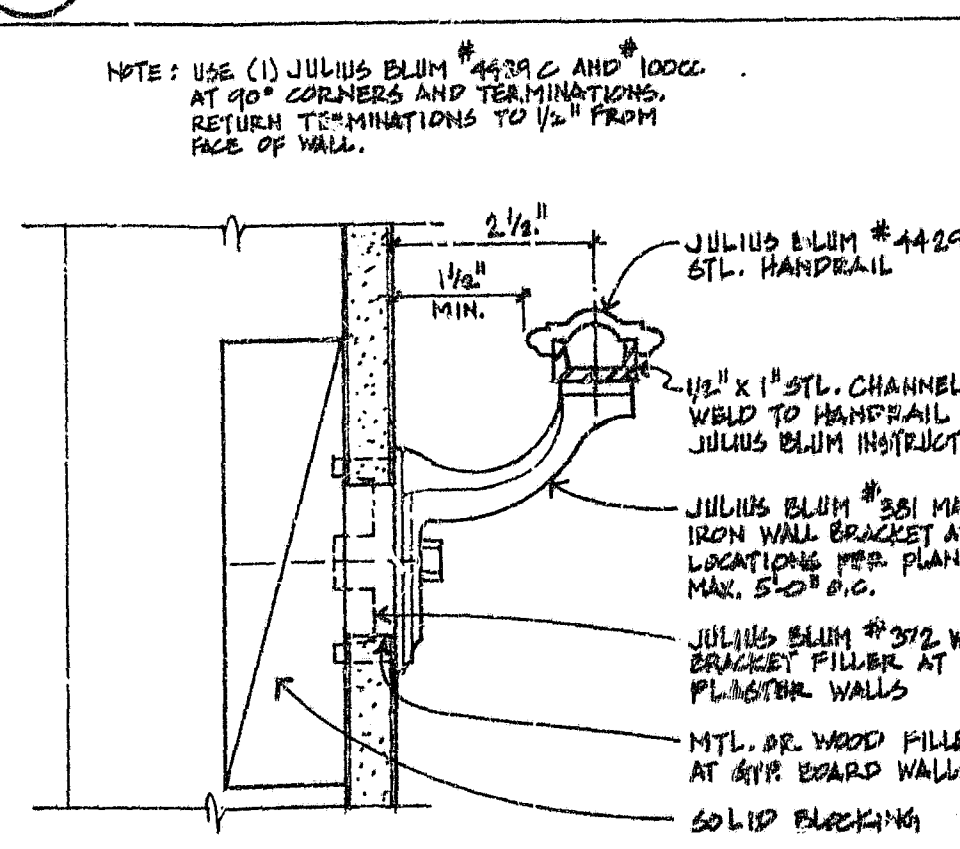 NOTE: USE (1) JULIUS BLUM #4429 C AND #100CC
AT 90° CORNERS AND TERMINATIONS.
RETURN TERMINATIONS TO 1/2" FROM
FACE OF WALL.
2 1/2"
1 1/2"
MIN.
JULIUS BLUM #4429
STL. HANDRAIL
1/2" X 1" STL. CHANNEL
WELD TO HANDRAIL
JULIUS BLUM INSTRUCT
JULIUS BLUM #381 MA
IRON WALL BRACKET A
LOCATIONS PER PLAN
MAX. 5'-0" O.C.
JULIUS BLUM #372 W
BRACKET FILLER AT
PLASTER WALLS
MTL. OR WOOD FILLE
AT GYP. BOARD WALL
SOLID BLOCKING